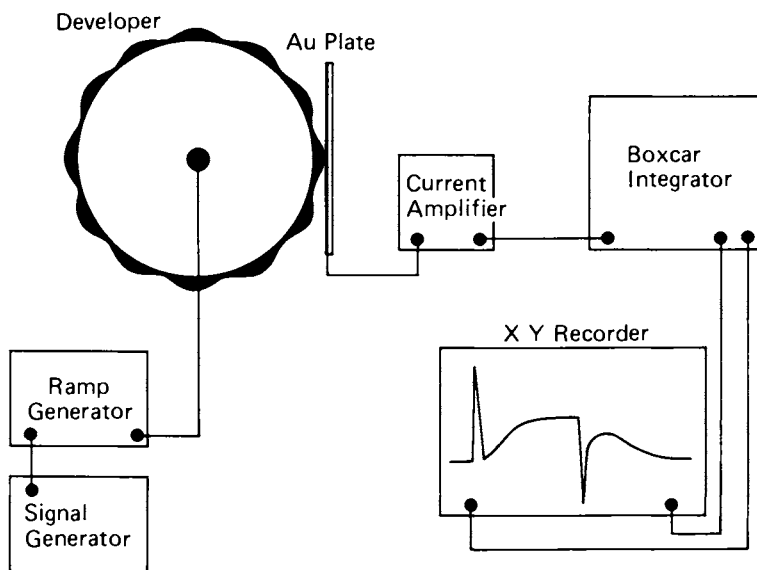 Developer
Au Plate
Current
Amplifier
Boxcar
Integrator
X Y Recorder
Ramp
Generator
Signal
Generator